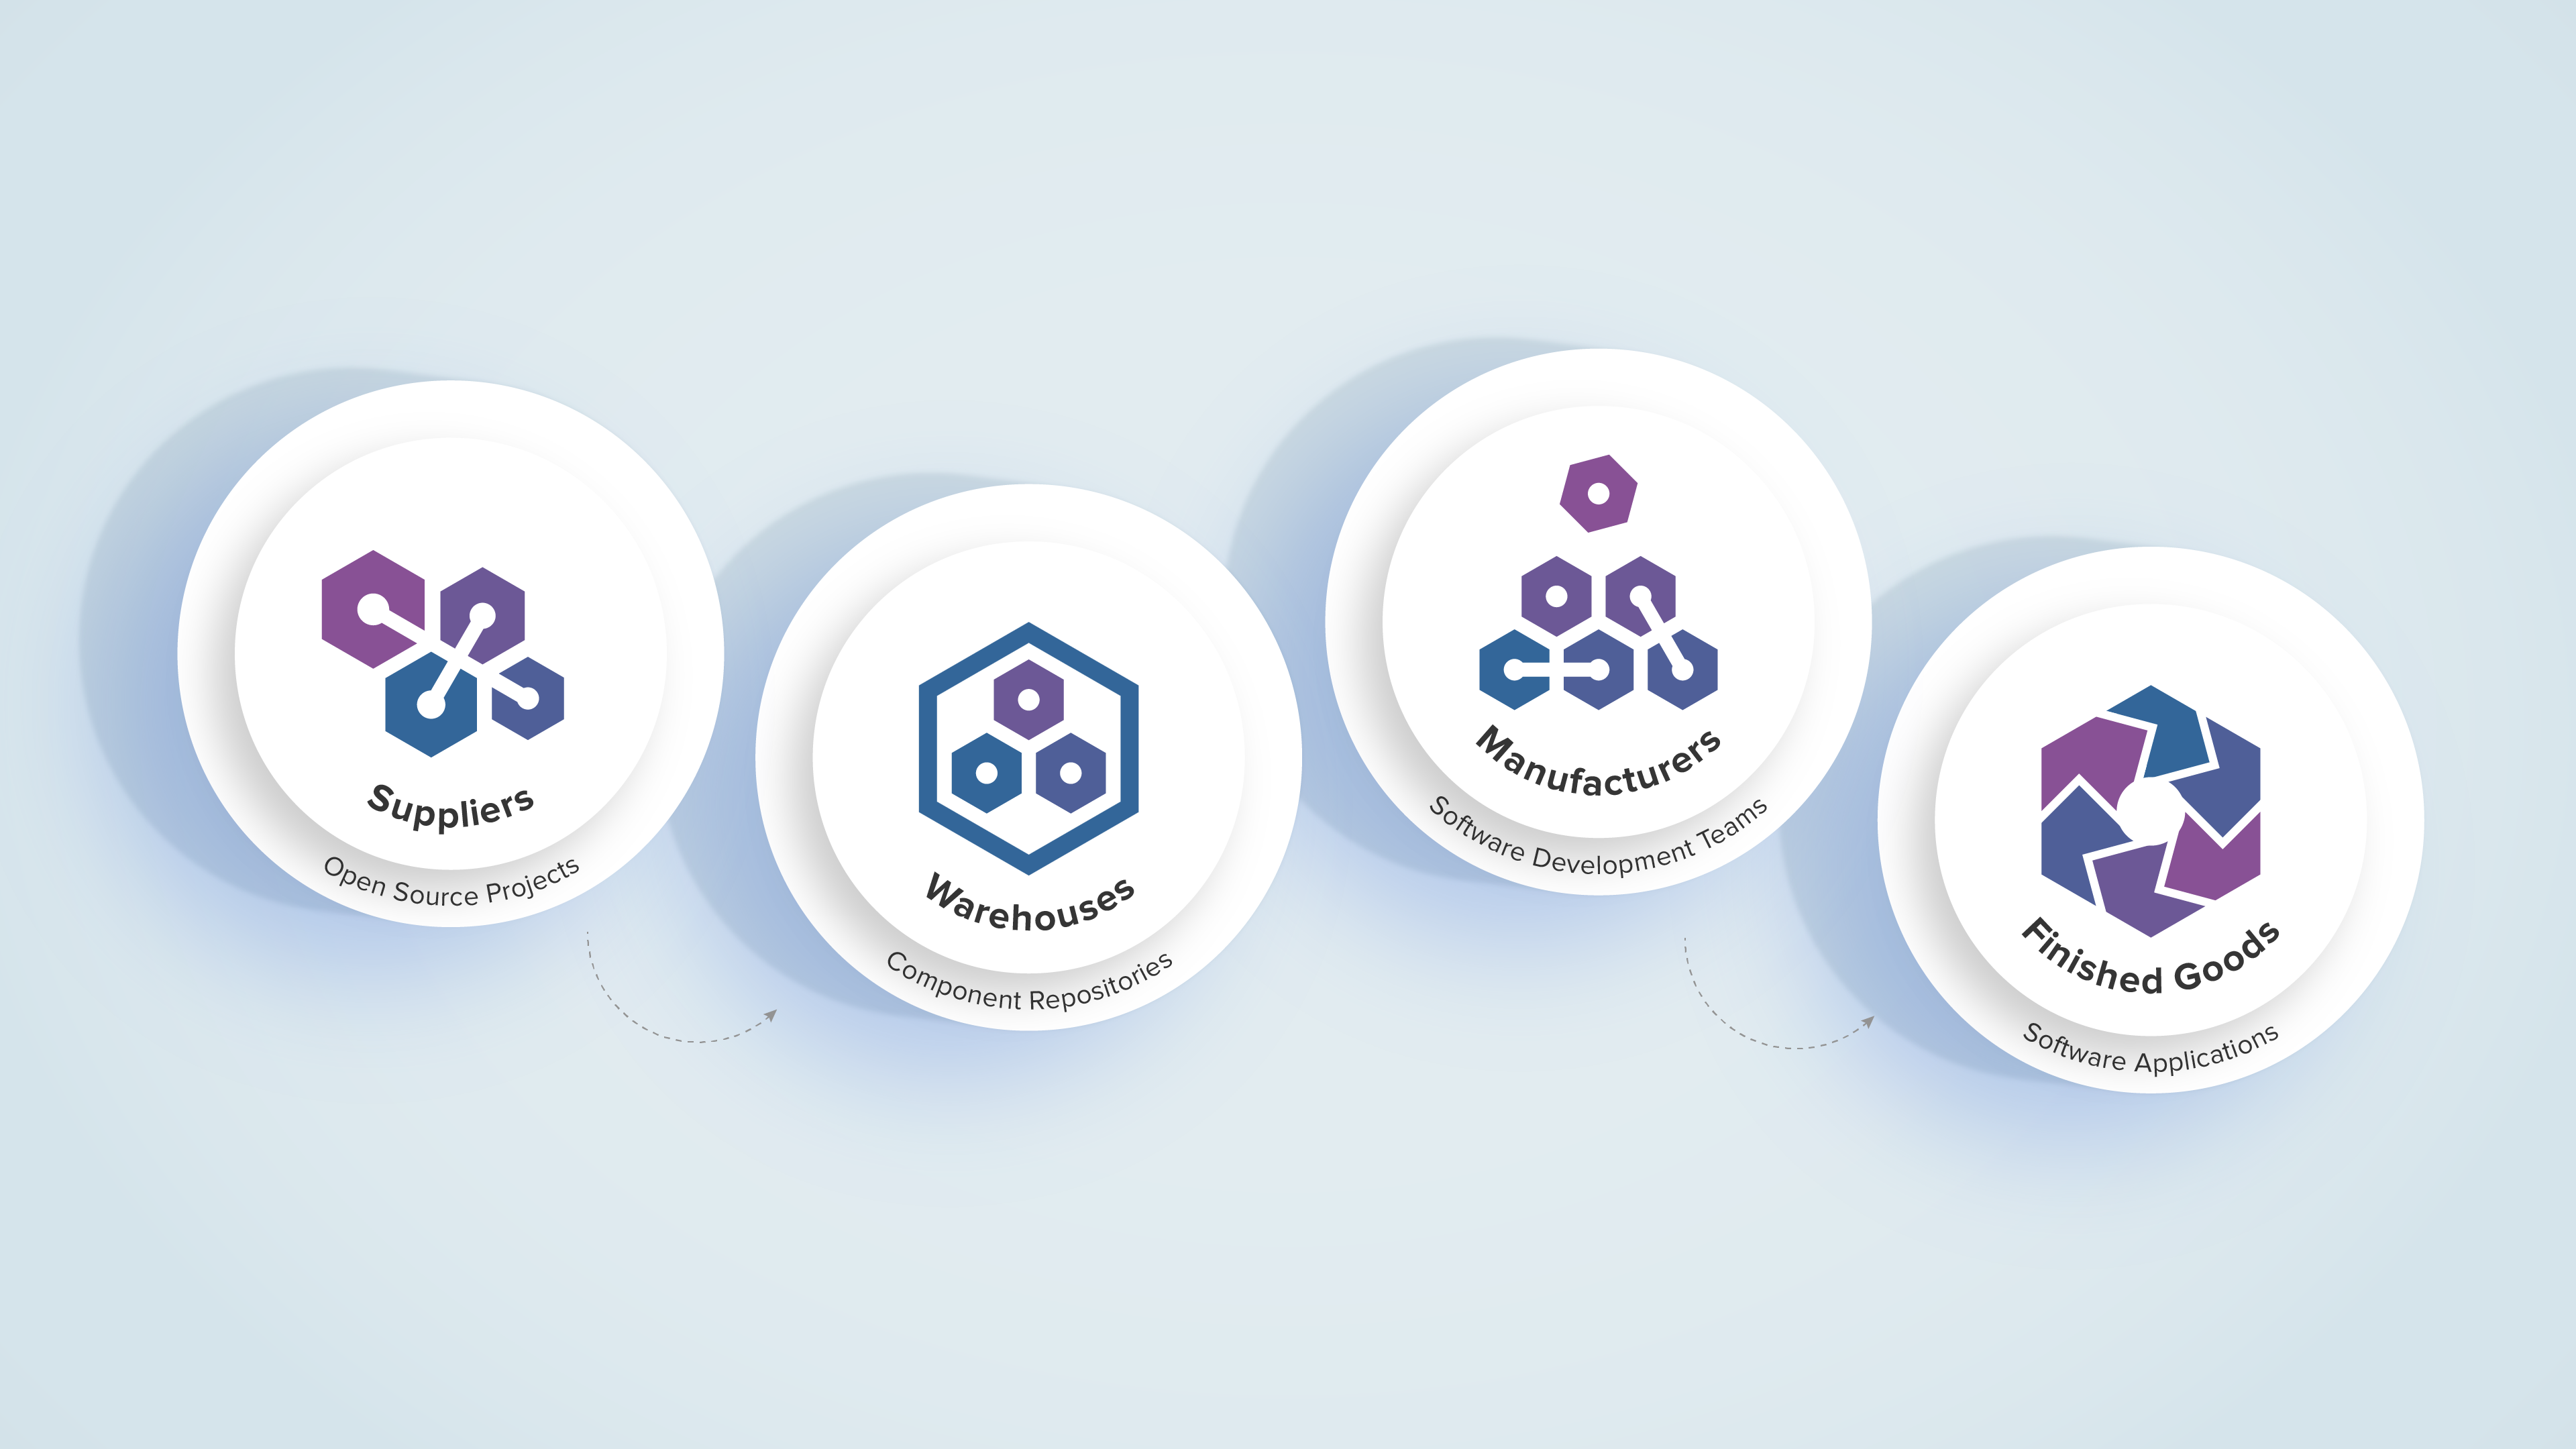 Suppliers
Open Source Projects
Warehouses
Component Repositories
Manufacturers
Software Development Teams
Finished Goods
Software Applications